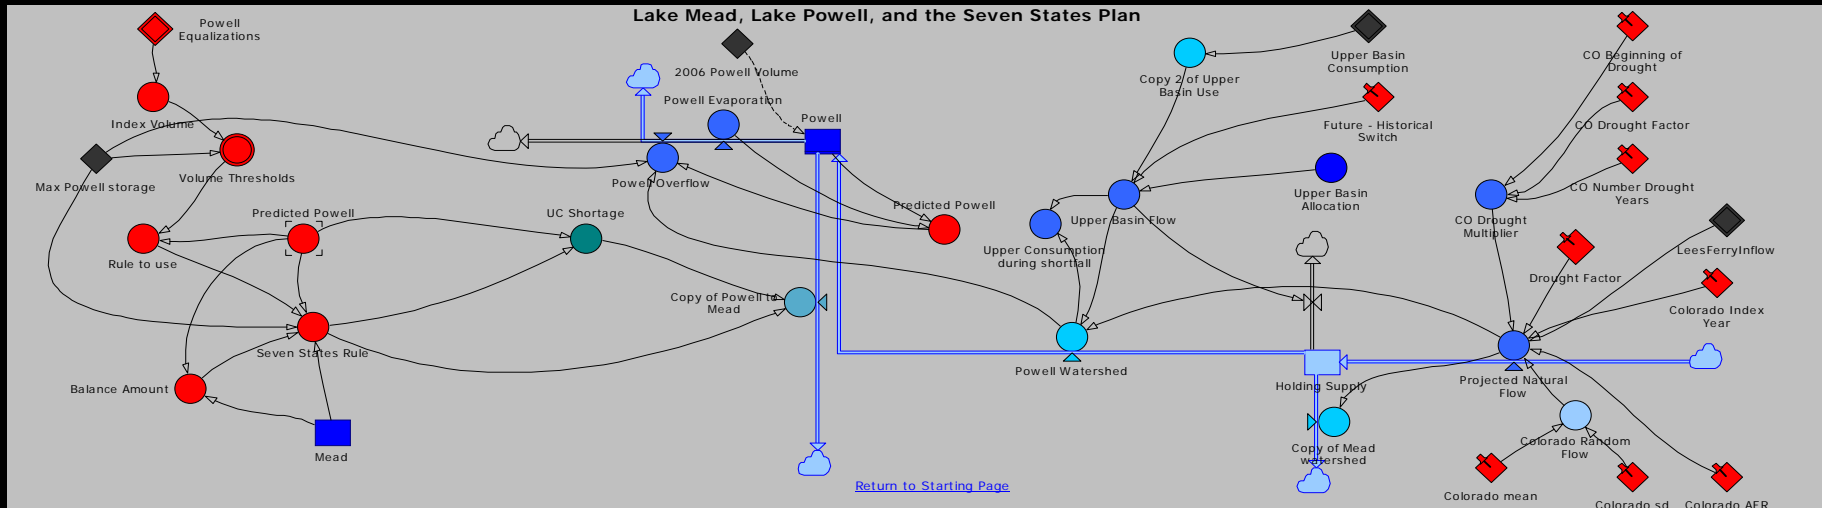 Lake Mead, Lake Powell, and the Seven States Plan
Powell
Equalizations
Index Volume
Max Powell storage
Volume Thresholds
Predicted Powell
Rule to use
Seven States Rule
Balance Amount
Mead
UC Shortage
2006 Powell Volume
Powell Evaporation
Powell
Powell Overflow
Predicted Powell
Copy of Powell to
Mead
Copy 2 of Upper
Basin Use
Upper Basin
Consumption
Future - Historical
Switch
Upper Basin
Allocation
Upper Basin Flow
Upper Consumption
during shortfall
Powell Watershed
Holding Supply
Copy of Mead
watershed
CO Beginning of
Drought
CO Drought Factor
CO Number Drought
Years
CO Drought
Multiplier
LeesFerryInflow
Drought Factor
Colorado Index
Year
Projected Natural
Flow
Colorado Random
Flow
Colorado mean
Colorado sd
Colorado AFR
Return to Starting Page